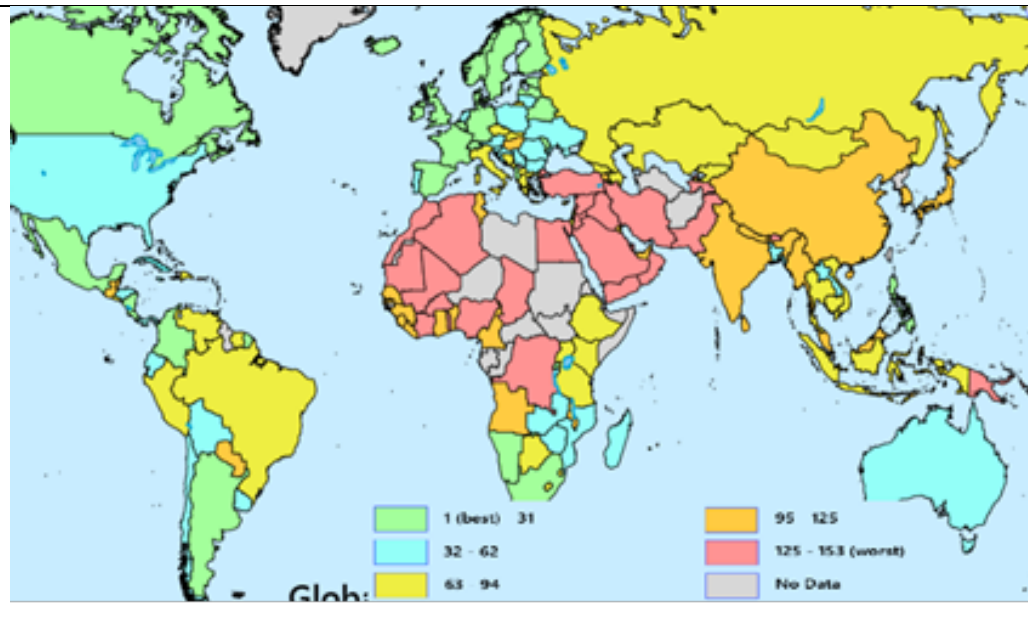 1 (best) 31
32 - 62
63 94
95 125
125 - 153 (worst)
No Data
Glob: